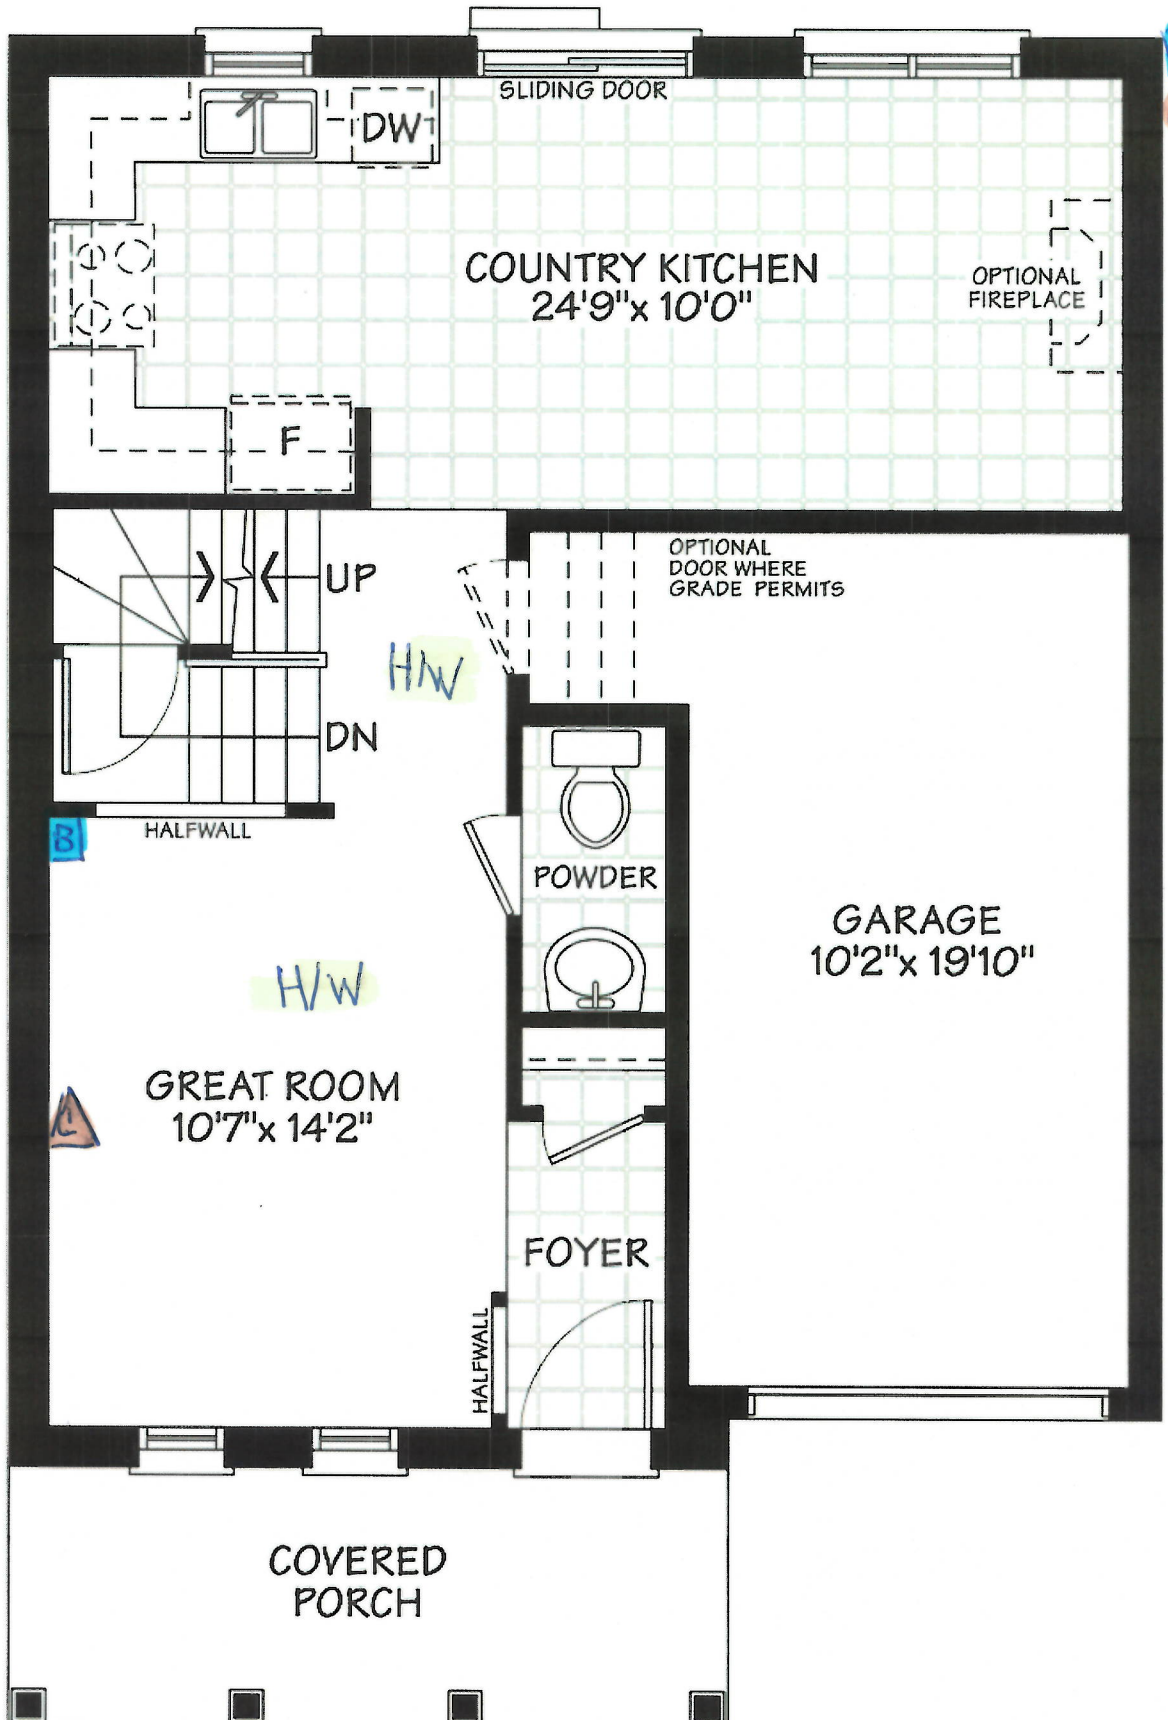 SLIDING DOOR
DW
COUNTRY KITCHEN
24'9"x 10'0"
OPTIONAL
FIREPLACE
F
OPTIONAL
DOOR WHERE
GRADE PERMITS
UP
H/W
DN
HALFWALL
B
POWDER
GARAGE
10'2"x 19'10"
H/W
GREAT ROOM
10'7"x 14'2"
FOYER
HALFWALL
COVERED
PORCH